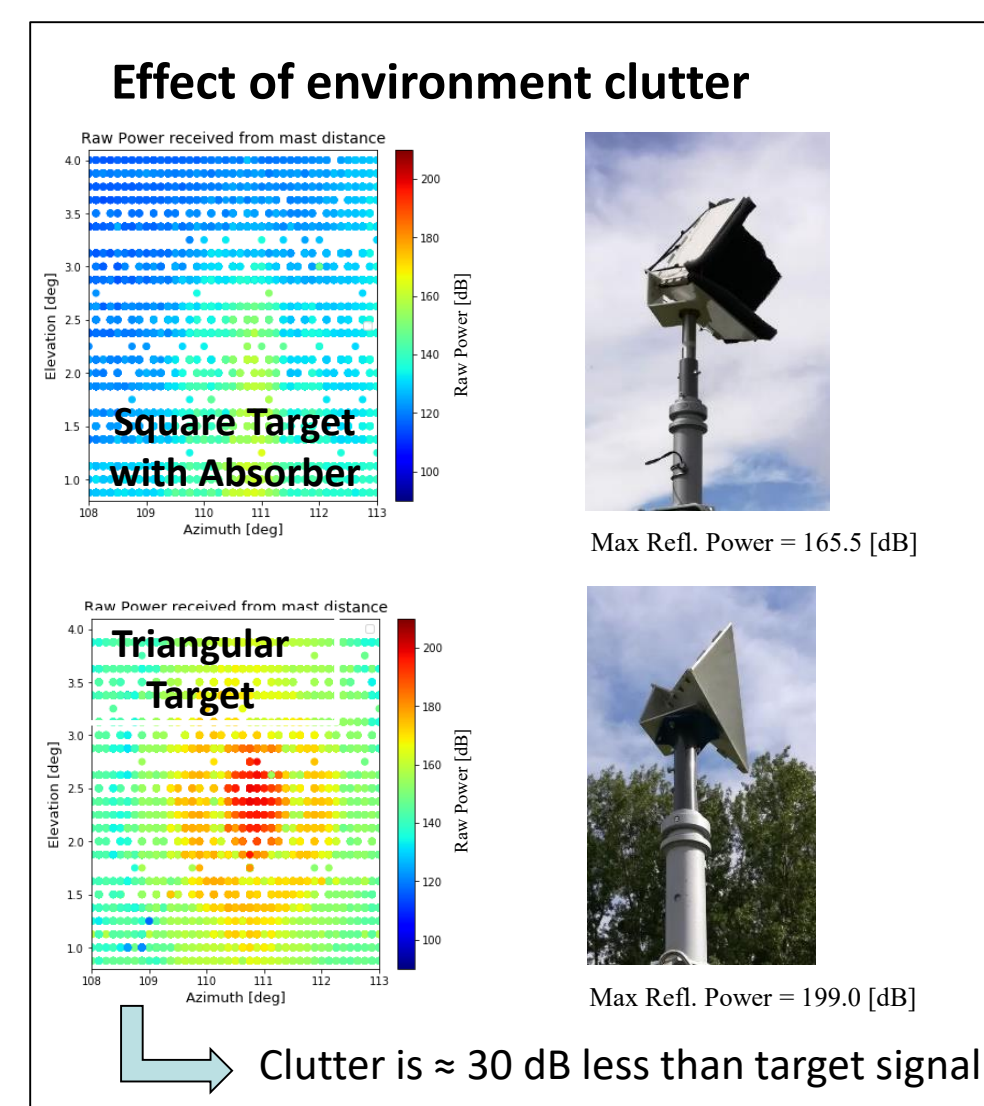 Effect of environment clutter
Raw Power received from mast distance
4.0
3.5
3.0
2.5
2.0
1.5
1.0
Elevation [deg]
Square Target
with Absorber
108 109 110 111 112 113
Azimuth [deg]
200
180
160
140
120
100
Raw Power [dB]
Max Refl. Power = 165.5 [dB]
Raw Power received from mast distance
4.0
3.5
3.0
2.5
2.0
1.5
1.0
Elevation [deg]
Triangular
Target
108 109 110 111 112 113
Azimuth [deg]
200
180
160
140
120
100
Raw Power [dB]
Max Refl. Power = 199.0 [dB]
Clutter is ≈ 30 dB less than target signal